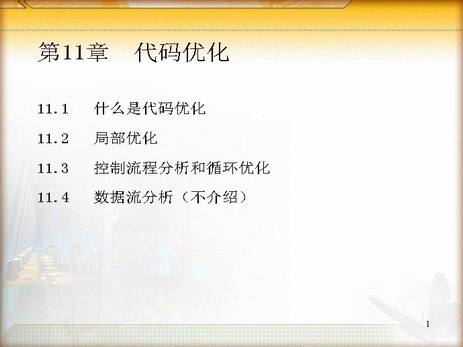 第11章　代码优化
11.1　什么是代码优化
11.2　局部优化
11.3　控制流程分析和循环优化
11.4　数据流分析（不介绍）
1